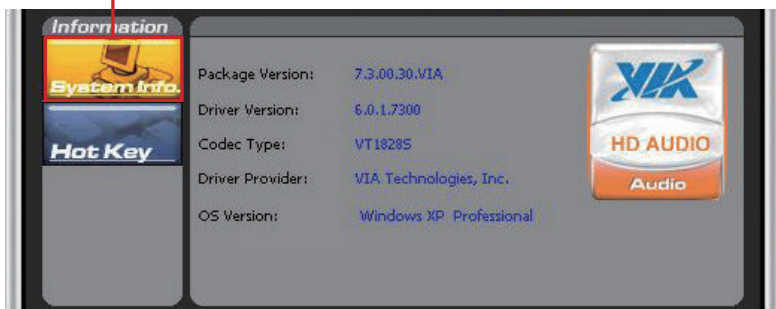 Information
System Info.
Hot Key
Package Version: 7.3.00.30.VIA
Driver Version: 6.0.1.7300
Codec Type: VT1828S
Driver Provider: VIA Technologies, Inc.
OS Version: Windows XP Professional
VIA
HD AUDIO
Audio